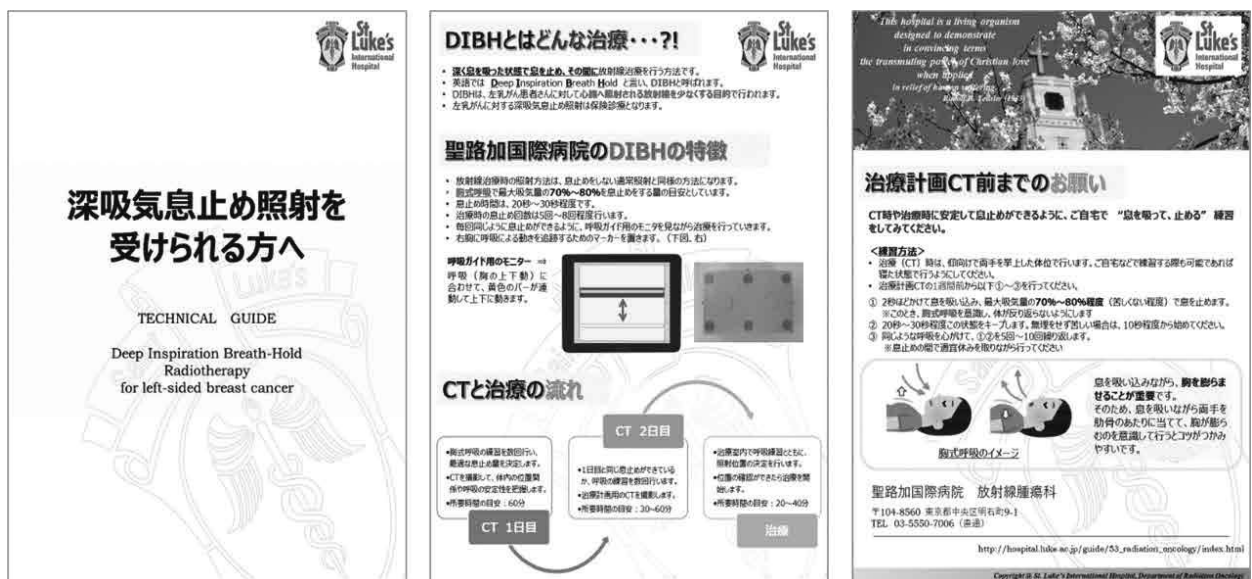 St
Luke's
International
Hospital
深吸気息止め照射を
受けられる方へ
TECHNICAL GUIDE
Deep Inspiration Breath-Hold
Radiotherapy
for left-sided breast cancer
St
Luke's
International
Hospital
DIBHとはどんな治療・・・?!
• 深く息を吸った状態で息を止め、その間に放射線治療を行う方法です。
• 英語では Deep Inspiration Breath Hold と言い、DIBHと呼ばれます。
• DIBHは、左乳がん患者さんに対して心臓へ照射される放射線を少なくする目的で行われます。
• 左乳がんに対する深吸気息止め照射は保険診療となります。
聖路加国際病院のDIBHの特徴
• 放射線治療時の照射方法は、息止めをしない通常照射と同様の方法になります。
• 胸式呼吸で最大吸気量の70%～80%を息止めをする量の目安としています。
• 息止め時間は、20秒～30秒程度です。
• 治療時の息止め回数は5回～8回程度行います。
• 毎回同じように息止めができるように、呼吸ガイド用のモニタを見ながら治療を行っていきます。
• 右胸に呼吸による動きを追跡するためのマーカーを置きます。（下図、右）
呼吸ガイド用のモニター ⇒
呼吸（胸の上下動）に
合わせて、黄色のバーが連
動して上下に動きます。
CTと治療の流れ
CT 2日目
•胸式呼吸の練習を数回行い、
最適な息止め量を決定します。
•CTを撮影して、体内の位置関
係や呼吸の安定性を把握します。
•所要時間の目安：60分
CT 1日目
•1日目と同じ息止めができている
か、呼吸の練習を数回行います。
•治療計画用のCTを撮影します。
•所要時間の目安：30～60分
•治療室内で呼吸練習とともに、
照射位置の決定を行います。
•位置の確認ができたら治療を開
始します。
•所要時間の目安：20～40分
治療
This hospital is a living organism
designed to demonstrate
in convincing terms
the transmuting power of Christian love
when applied
in relief of human suffering
St
Luke's
International
Hospital
治療計画CT前までのお願い
CT時や治療時に安定して息止めができるように、ご自宅で “息を吸って、止める” 練習
をしてみてください。
＜練習方法＞
• 治療（CT）時は、仰向けで両手を挙上した体位で行います。ご自宅などで練習する際も可能であれば
寝た状態で行うようにしてください。
• 治療計画CTの1週間前から以下①～③を行ってください。
① 2秒ほどかけて息を吸い込み、最大吸気量の70%～80%程度（苦しくない程度）で息を止めます。
※このとき、胸式呼吸を意識し、体が反り返らないようにします
② 20秒～30秒程度この状態をキープします。無理をせず苦しい場合は、10秒程度から始めてください。
③ 同じような呼吸を心がけて、①②を5回～10回繰り返します。
※息止めの間で適宜休みを取りながら行ってください
胸式呼吸のイメージ
息を吸い込みながら、胸を膨らま
せることが重要です。
そのため、息を吸いながら両手を
肋骨のあたりに当てて、胸が膨ら
むのを意識して行うとコツがつかみ
やすいです。
聖路加国際病院　放射線腫瘍科
〒104-8560 東京都中央区明石町9-1
TEL 03-5550-7006（直通）
http://hospital.luke.ac.jp/guide/53_radiation_oncology/index.html
Copyright © St. Luke's International Hospital, Department of Radiation Oncology